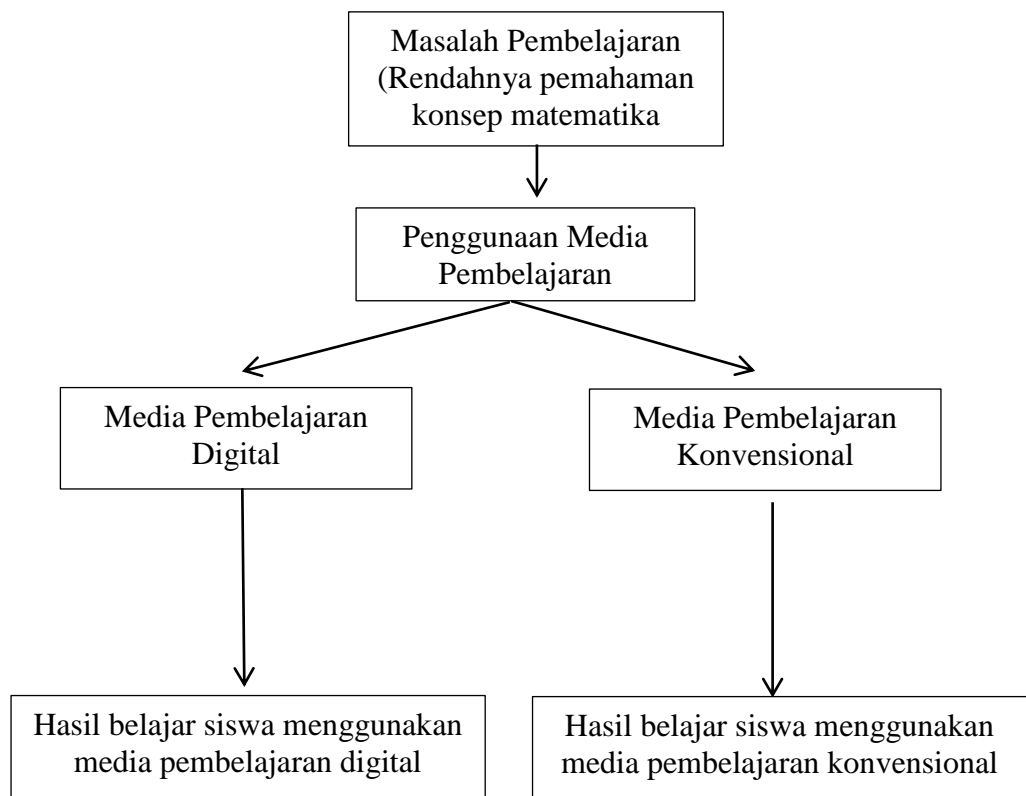 Masalah Pembelajaran
(Rendahnya pemahaman
konsep matematika
Penggunaan Media
Pembelajaran
Media Pembelajaran
Digital
Media Pembelajaran
Konvensional
Hasil belajar siswa menggunakan
media pembelajaran digital
Hasil belajar siswa menggunakan
media pembelajaran konvensional